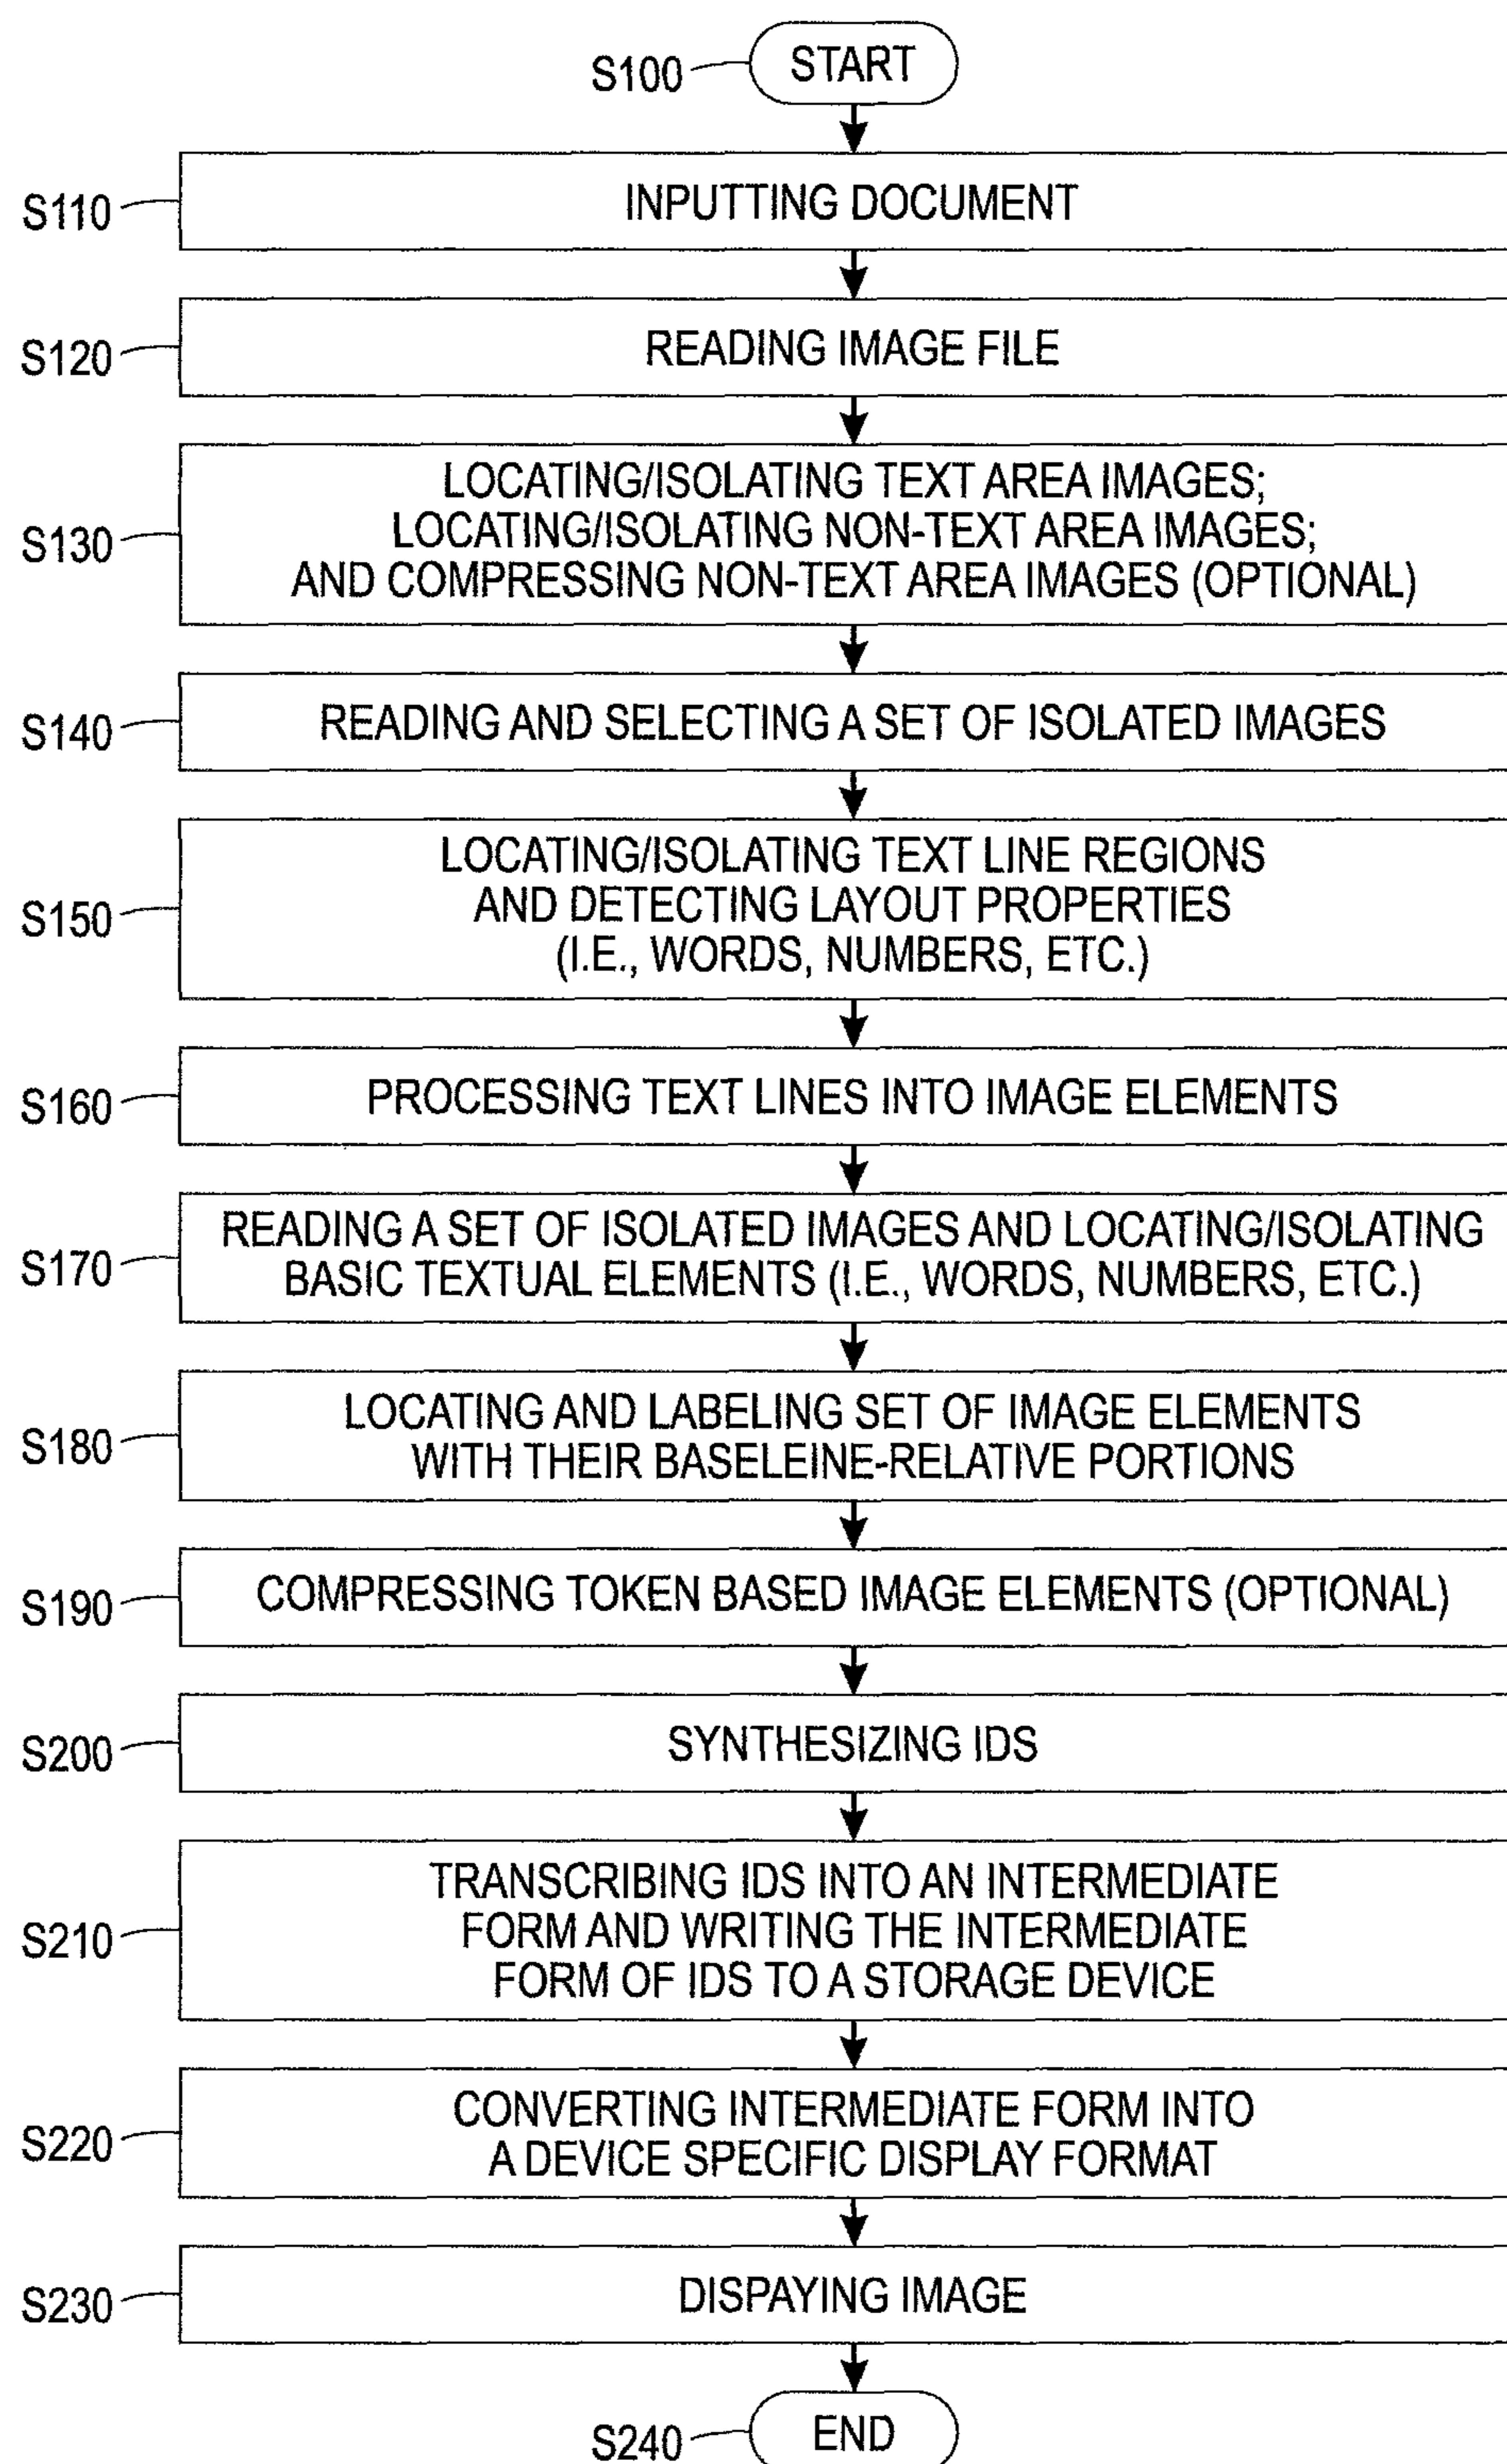 S100 START
S110 INPUTTING DOCUMENT
S120 READING IMAGE FILE
LOCATING/ISOLATING TEXT AREA IMAGES;
S130 LOCATING/ISOLATING NON-TEXT AREA IMAGES;
AND COMPRESSING NON-TEXT AREA IMAGES (OPTIONAL)
S140 READING AND SELECTING A SET OF ISOLATED IMAGES
LOCATING/ISOLATING TEXT LINE REGIONS
S150 AND DETECTING LAYOUT PROPERTIES
(I.E., WORDS, NUMBERS, ETC.)
S160 PROCESSING TEXT LINES INTO IMAGE ELEMENTS
READING A SET OF ISOLATED IMAGES AND LOCATING/ISOLATING
S170 BASIC TEXTUAL ELEMENTS (I.E., WORDS, NUMBERS, ETC.)
LOCATING AND LABELING SET OF IMAGE ELEMENTS
S180 WITH THEIR BASELEINE-RELATIVE PORTIONS
S190 COMPRESSING TOKEN BASED IMAGE ELEMENTS (OPTIONAL)
S200 SYNTHESIZING IDS
TRANSCRIBING IDS INTO AN INTERMEDIATE
S210 FORM AND WRITING THE INTERMEDIATE
FORM OF IDS TO A STORAGE DEVICE
CONVERTING INTERMEDIATE FORM INTO
S220 A DEVICE SPECIFIC DISPLAY FORMAT
S230 DISPAYING IMAGE
S240 END